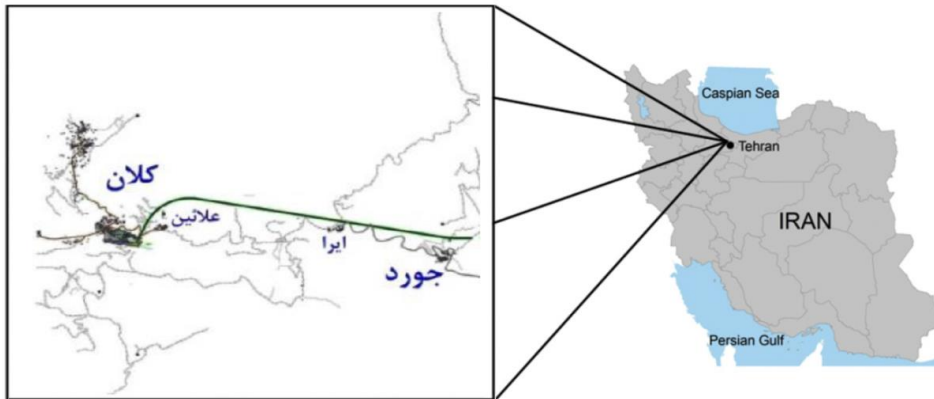 کلان
علائین
ایرا
جورد
Caspian Sea
Tehran
IRAN
Persian Gulf